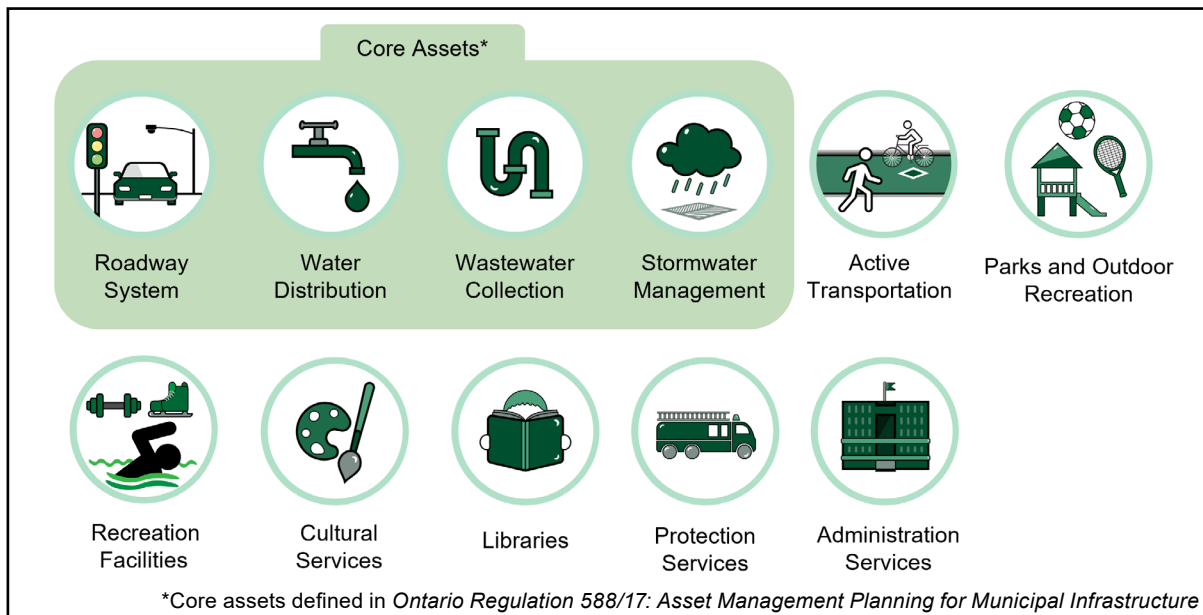 Core Assets*
Roadway
System
Water
Distribution
Wastewater
Collection
Stormwater
Management
Active
Transportation
Parks and Outdoor
Recreation
Recreation
Facilities
Cultural
Services
Libraries
Protection
Services
Administration
Services
*Core assets defined in Ontario Regulation 588/17: Asset Management Planning for Municipal Infrastructure